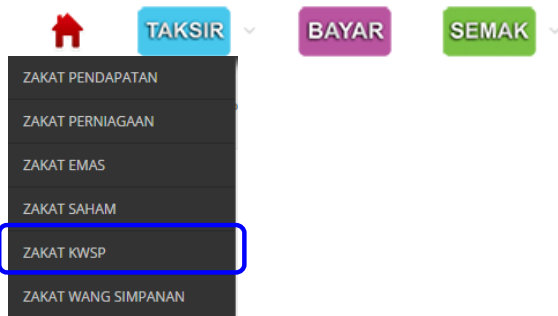 TAKSIR BAYAR SEMAK
ZAKAT PENDAPATAN
ZAKAT PERNIAGAAN
ZAKAT EMAS
ZAKAT SAHAM
ZAKAT KWSP
ZAKAT WANG SIMPANAN